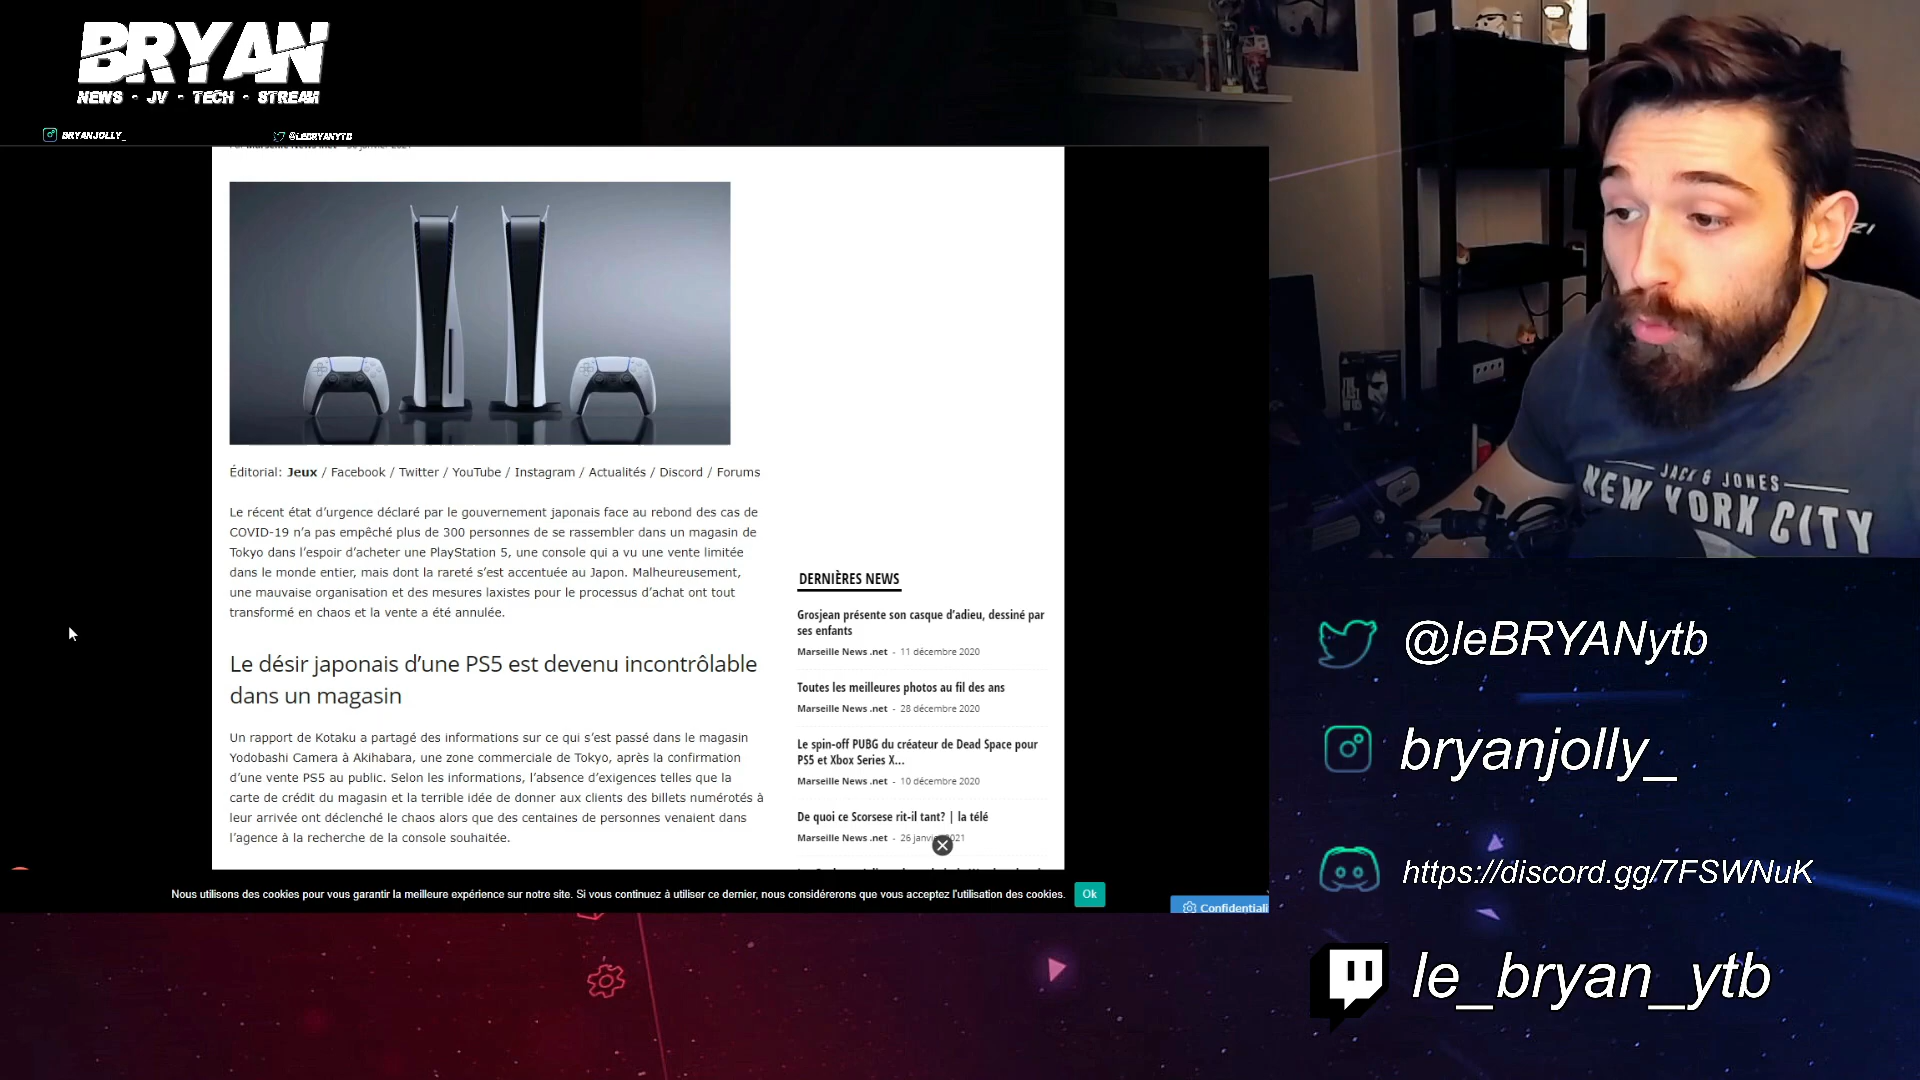 BRYAN
NEWS - JV - TECH - STREAM
BRYANJOLLY_
@LEBRYANYTB
Éditorial: Jeux / Facebook / Twitter / YouTube / Instagram / Actualités / Discord / Forums
Le récent état d’urgence déclaré par le gouvernement japonais face au rebond des cas de
COVID-19 n’a pas empêché plus de 300 personnes de se rassembler dans un magasin de
Tokyo dans l’espoir d’acheter une PlayStation 5, une console qui a vu une vente limitée
dans le monde entier, mais dont la rareté s’est accentuée au Japon. Malheureusement,
une mauvaise organisation et des mesures laxistes pour le processus d’achat ont tout
transformé en chaos et la vente a été annulée.
Le désir japonais d’une PS5 est devenu incontrôlable
dans un magasin
Un rapport de Kotaku a partagé des informations sur ce qui s’est passé dans le magasin
Yodobashi Camera à Akihabara, une zone commerciale de Tokyo, après la confirmation
d’une vente PS5 au public. Selon les informations, l’absence d’exigences telles que la
carte de crédit du magasin et la terrible idée de donner aux clients des billets numérotés à
leur arrivée ont déclenché le chaos alors que des centaines de personnes venaient dans
l’agence à la recherche de la console souhaitée.
DERNIÈRES NEWS
Grosjean présente son casque d’adieu, dessiné par
ses enfants
Marseille News .net - 11 décembre 2020
Toutes les meilleures photos au fil des ans
Marseille News .net - 28 décembre 2020
Le spin-off PUBG du créateur de Dead Space pour
PS5 et Xbox Series X...
Marseille News .net - 10 décembre 2020
De quoi ce Scorsese rit-il tant? | la télé
Marseille News .net - 26 janvier 2021
Nous utilisons des cookies pour vous garantir la meilleure expérience sur notre site. Si vous continuez à utiliser ce dernier, nous considérerons que vous acceptez l'utilisation des cookies.
Ok
Confidentiali
JACK & JONES
NEW YORK CITY
@leBRYANytb
bryanjolly_
https://discord.gg/7FSWNuK
le_bryan_ytb